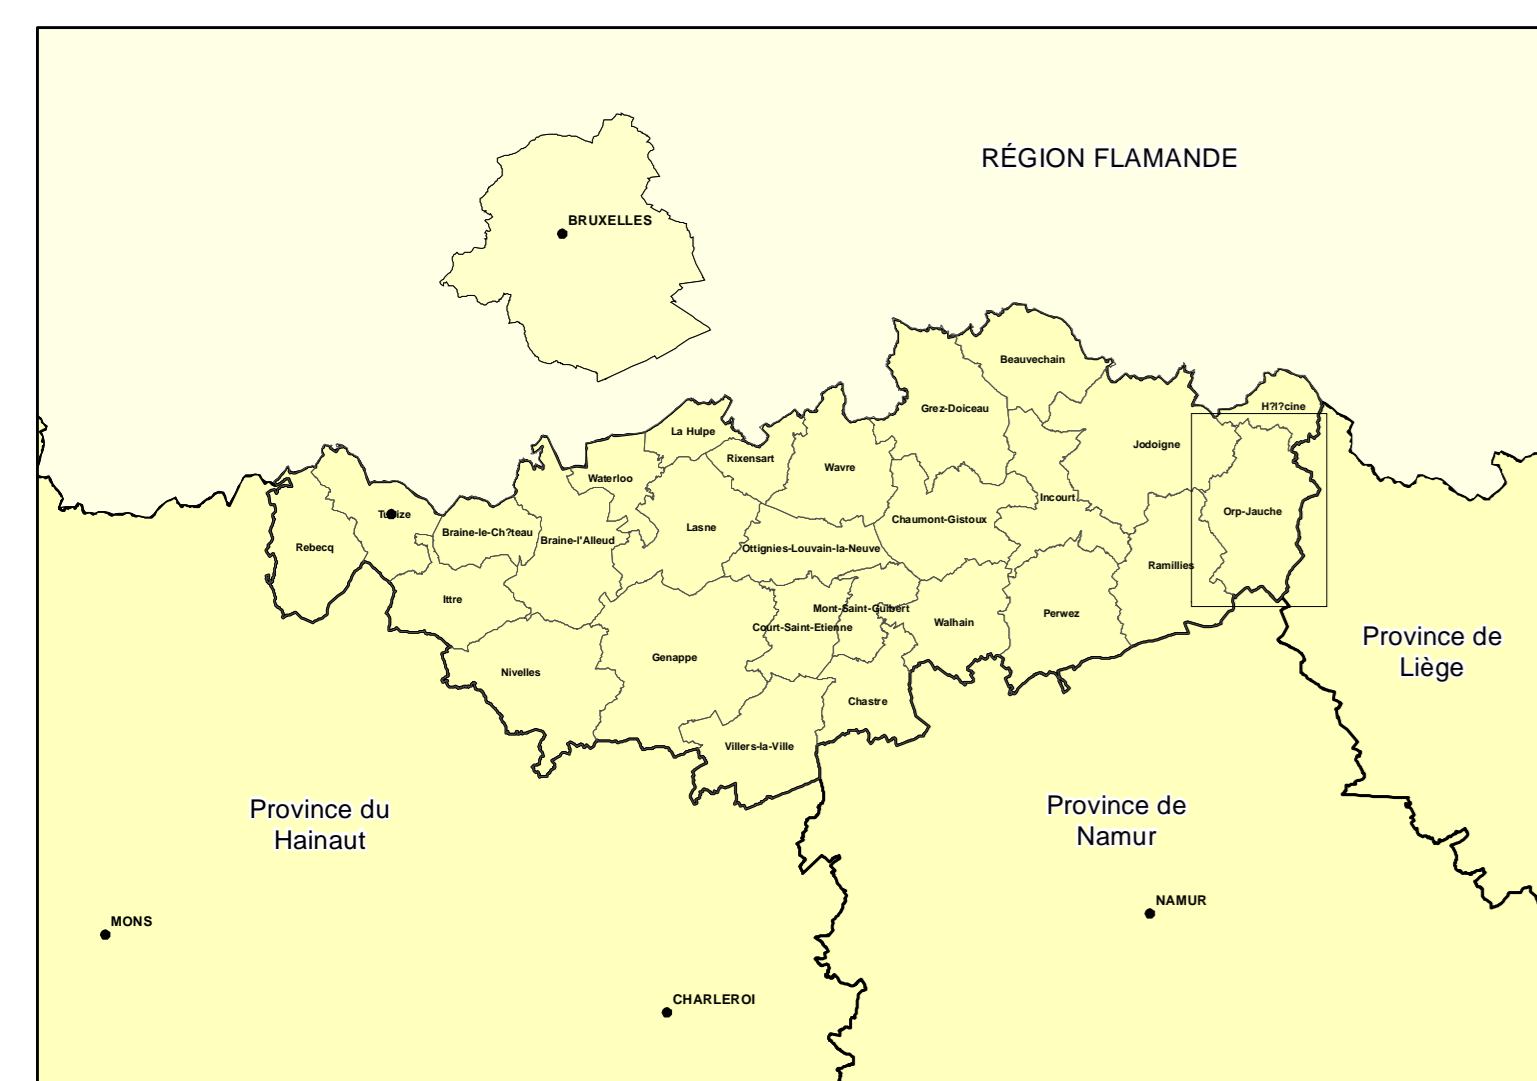 RÉGION FLAMANDE
BRUXELLES
Beauvechain
Grez-Doiceau
H?l?cine
La Hulpe
Jodoigne
Rixensart
Wavre
Waterloo
Incourt
Orp-Jauche
Tubize
Chaumont-Gistoux
Lasne
Braine-le-Ch?teau
Braine-l'Alleud
Rebecq
Ottignies-Louvain-la-Neuve
Ramillies
Ittre
Mont-Saint-Guibert
Perwez
Walhain
Court-Saint-Etienne
Province de
Liège
Genappe
Nivelles
Chastre
Villers-la-Ville
Province du
Hainaut
Province de
Namur
NAMUR
MONS
CHARLEROI